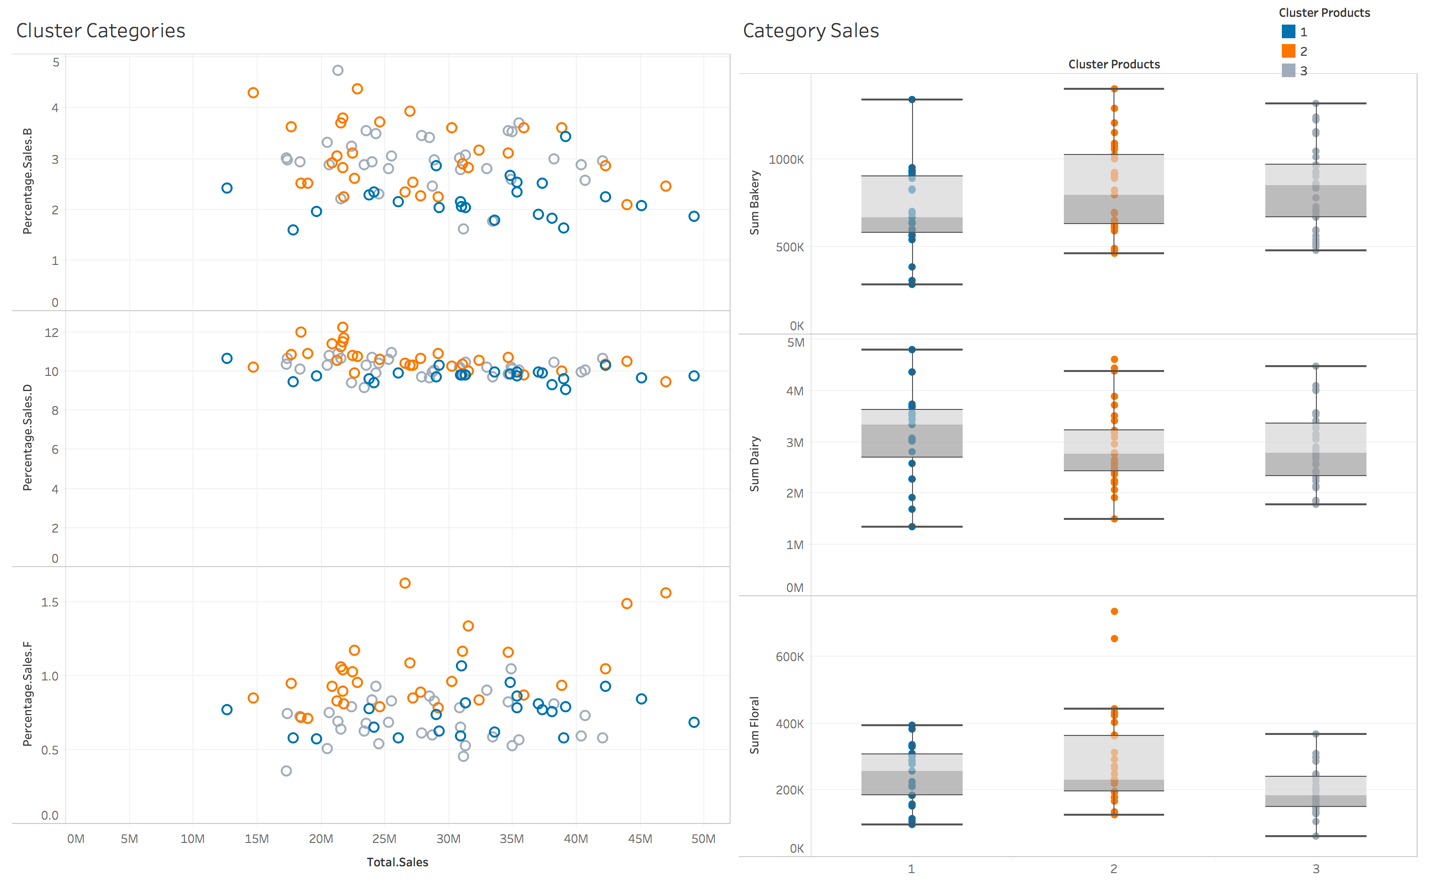 Cluster Categories
Category Sales
Cluster Products
1
2
3
Cluster Products
Percentage.Sales.B
5
4
3
2
1
0
Percentage.Sales.D
12
10
8
6
4
2
0
Percentage.Sales.F
1.5
1.0
0.5
0.0
0M 5M 10M 15M 20M 25M 30M 35M 40M 45M 50M
Total.Sales
Sum Bakery
1000K
500K
0K
Sum Dairy
5M
4M
3M
2M
1M
0M
Sum Floral
600K
400K
200K
0K
1 2 3